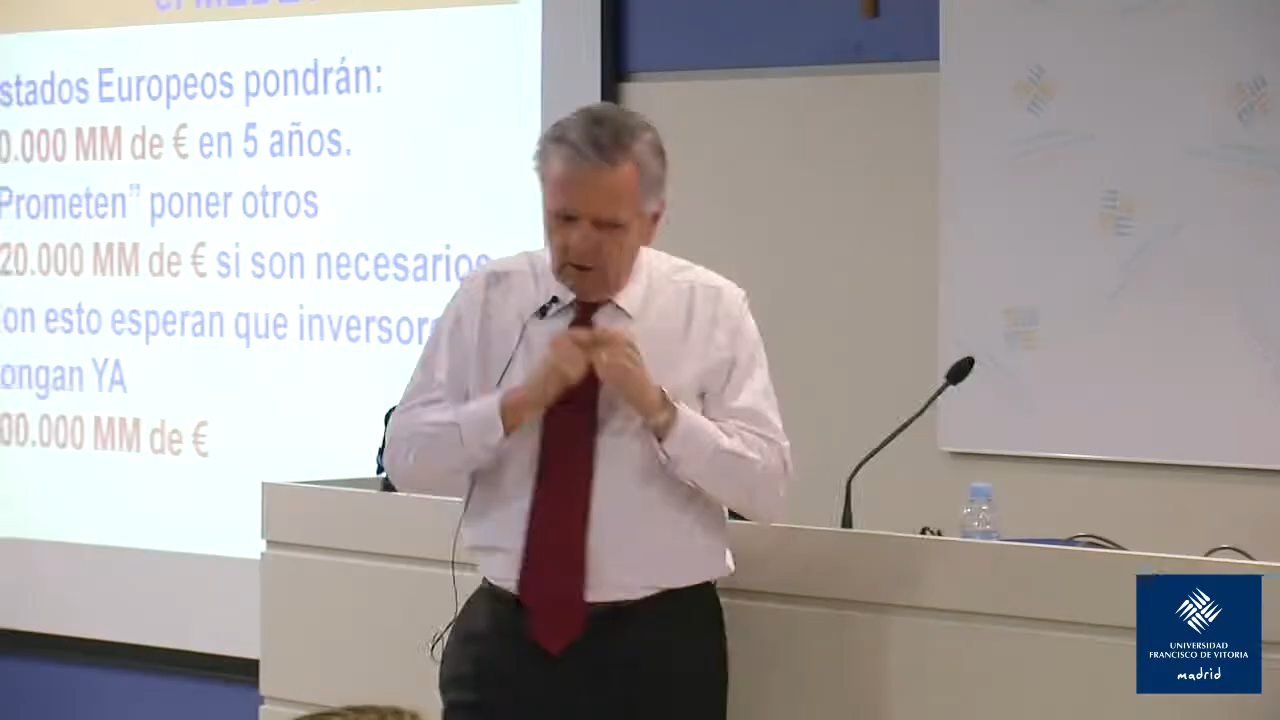 stados Europeos pondrán:
0.000 MM de € en 5 años.
Prometen” poner otros
20.000 MM de € si son necesarios
on esto esperan que inversor
ongan YA
00.000 MM de €
UNIVERSIDAD
FRANCISCO DE VITORIA
madrid